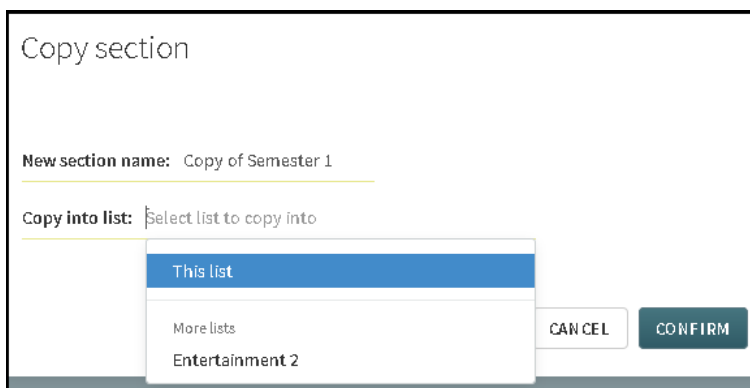 Copy section
New section name: Copy of Semester 1
Copy into list: Select list to copy into
This list
More lists
CANCEL CONFIRM
Entertainment 2